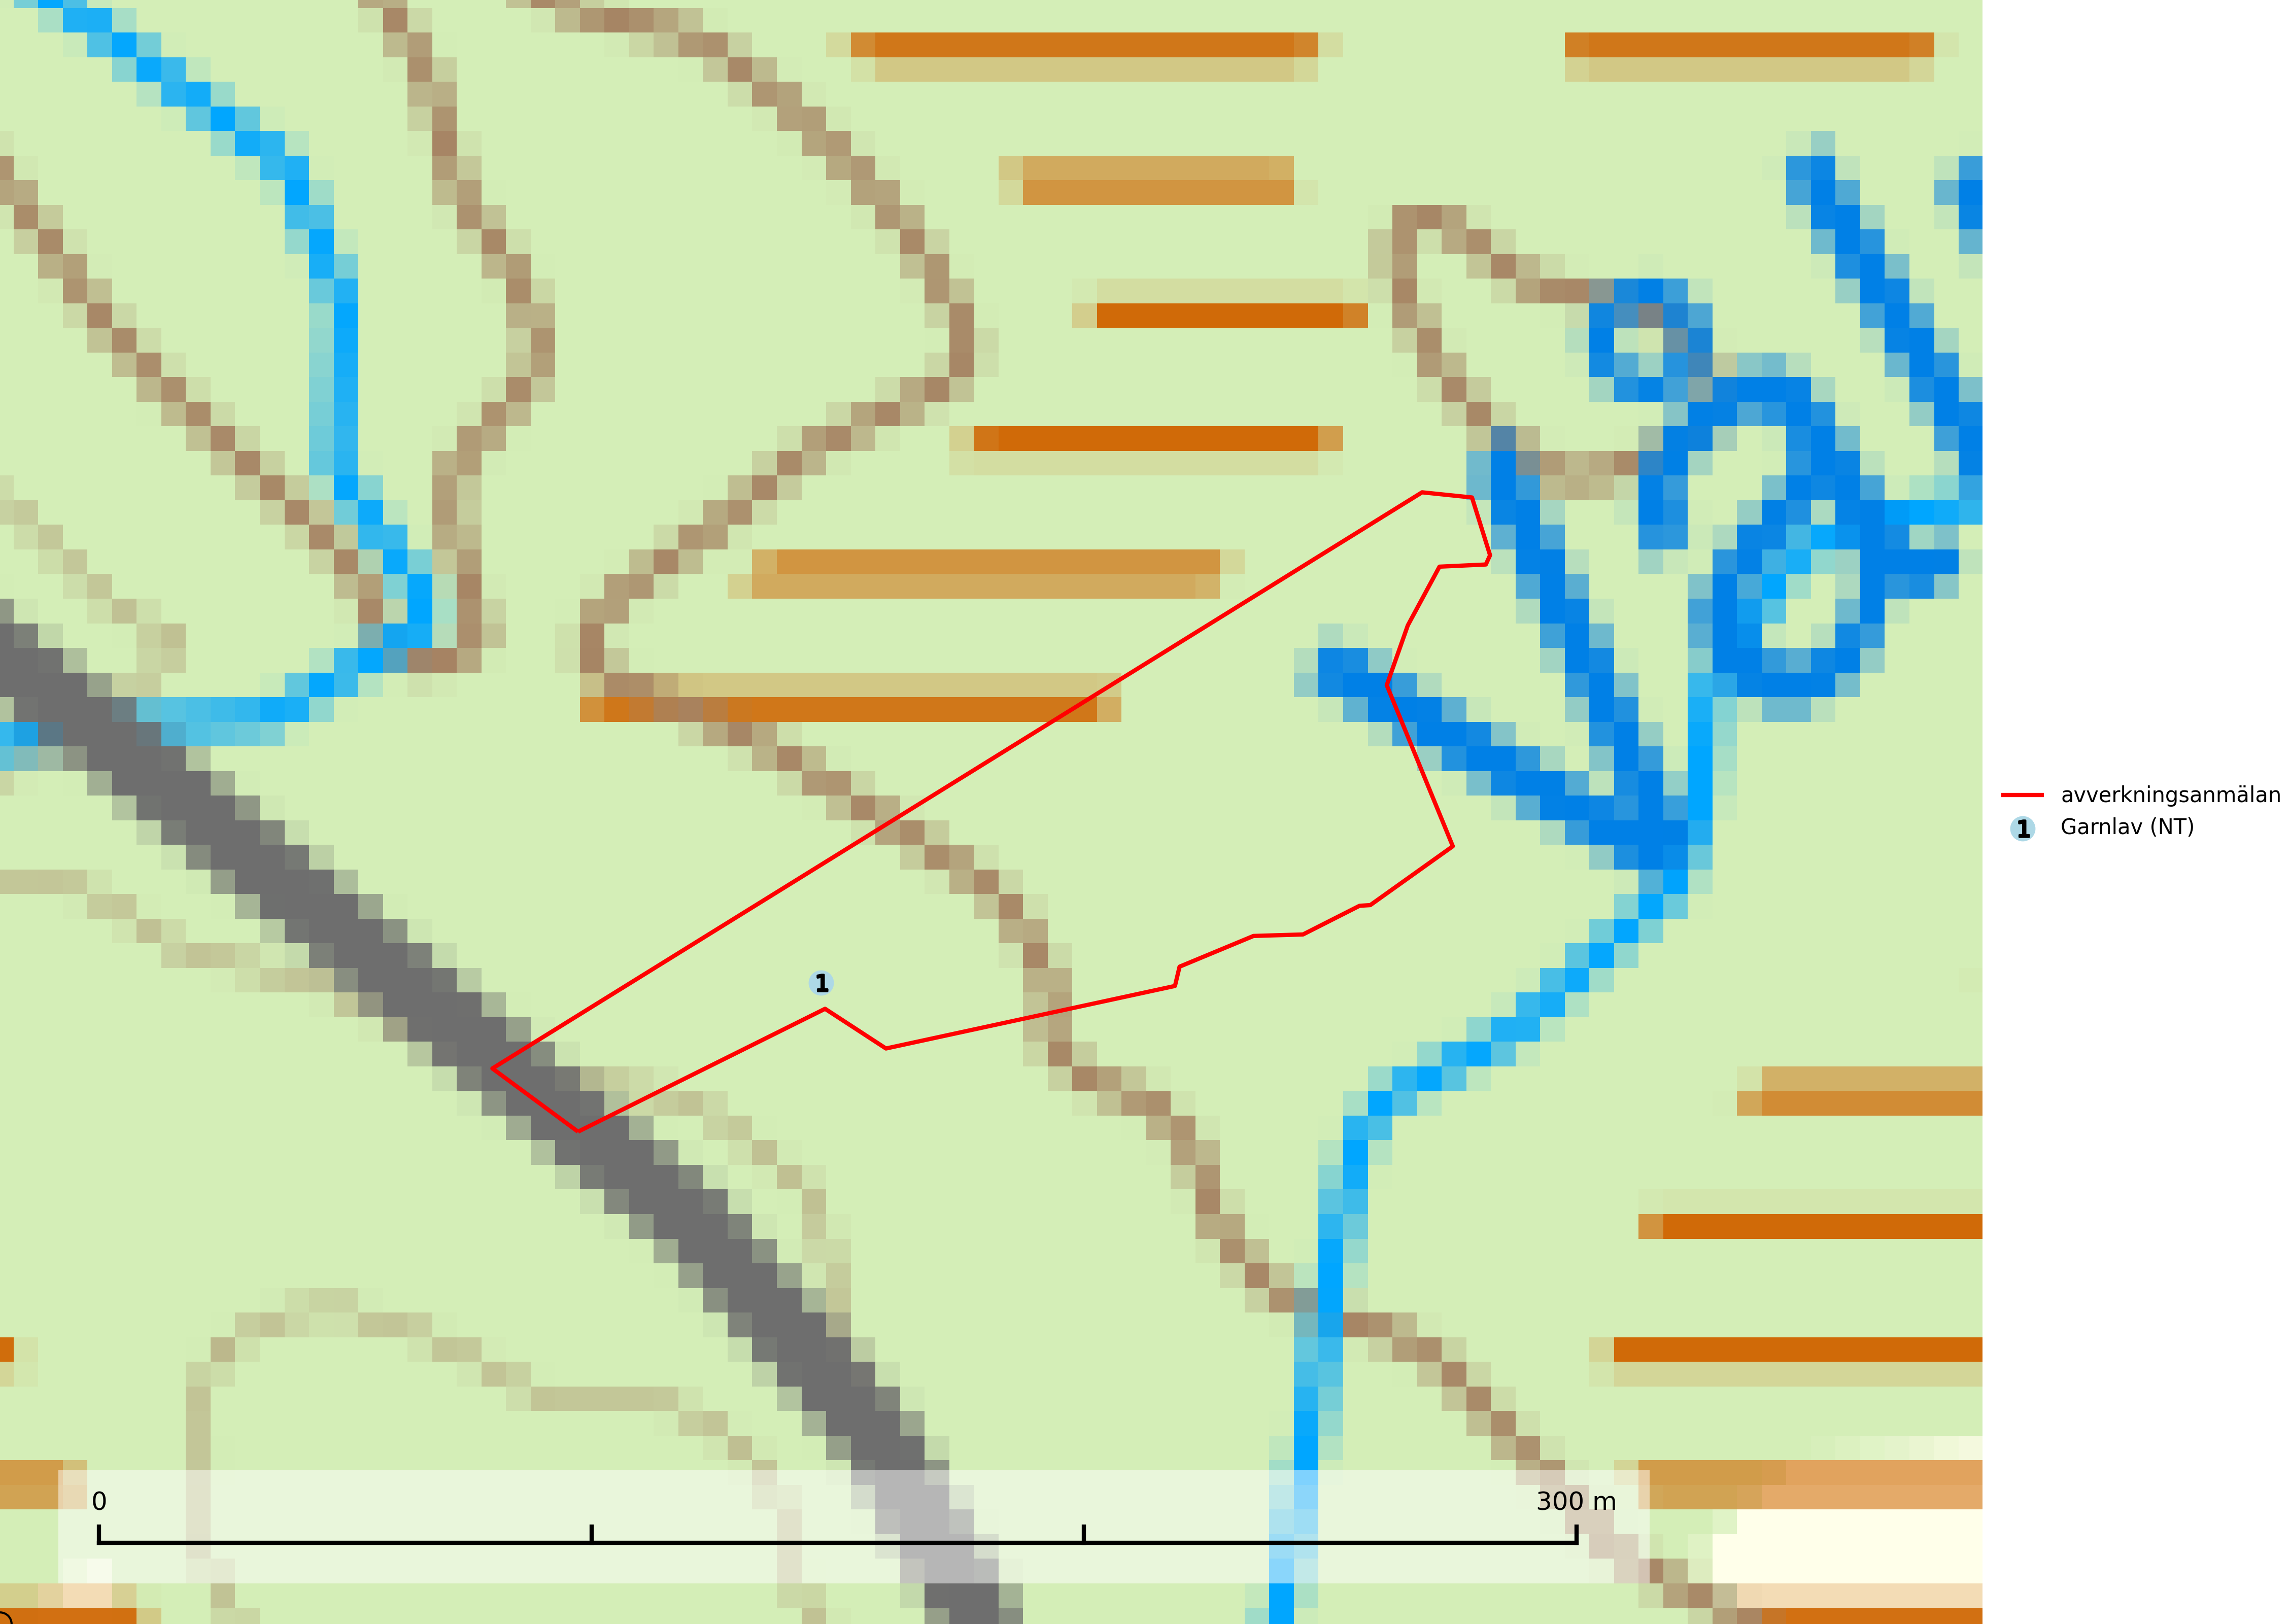 avverkningsanmälan
1 Garnlav (NT)
1
0 300 m